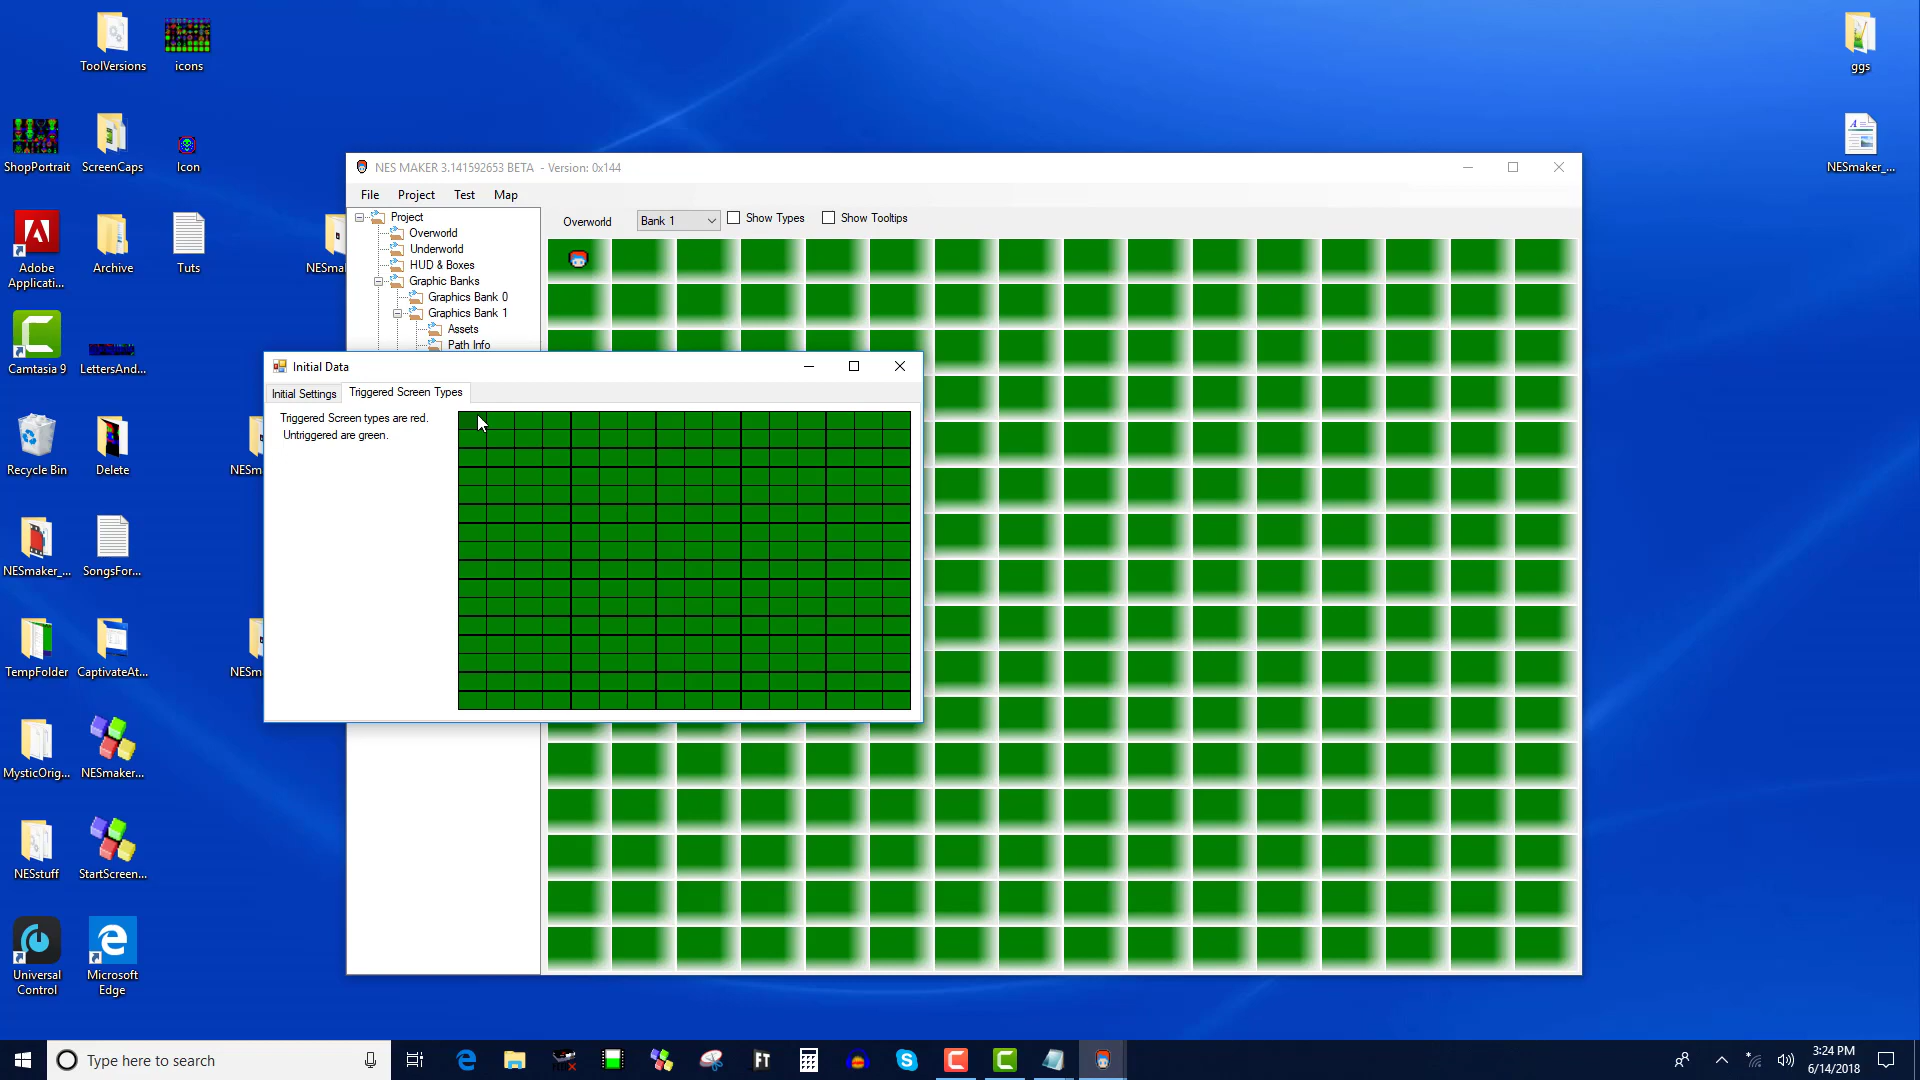 ToolVersions
icons
ggs
ShopPortrait
ScreenCaps
Icon
NESmaker_...
NES MAKER 3.141592653 BETA  - Version: 0x144
File
Project
Test
Map
Overworld
Bank 1
Show Types
Show Tooltips
Project
Overworld
Underworld
HUD & Boxes
Graphic Banks
Graphics Bank 0
Graphics Bank 1
Assets
Path Info
Adobe
Applicati...
Archive
Tuts
NESma
Initial Data
Initial Settings
Triggered Screen Types
Triggered Screen types are red.
Untriggered are green.
Camtasia 9
LettersAnd...
Recycle Bin
Delete
NESm
NESmaker_...
SongsFor...
TempFolder
CaptivateAt...
NESm
MysticOrig...
NESmaker...
NESstuff
StartScreen...
Universal
Control
Microsoft
Edge
Type here to search
FT
3:24 PM
6/14/2018